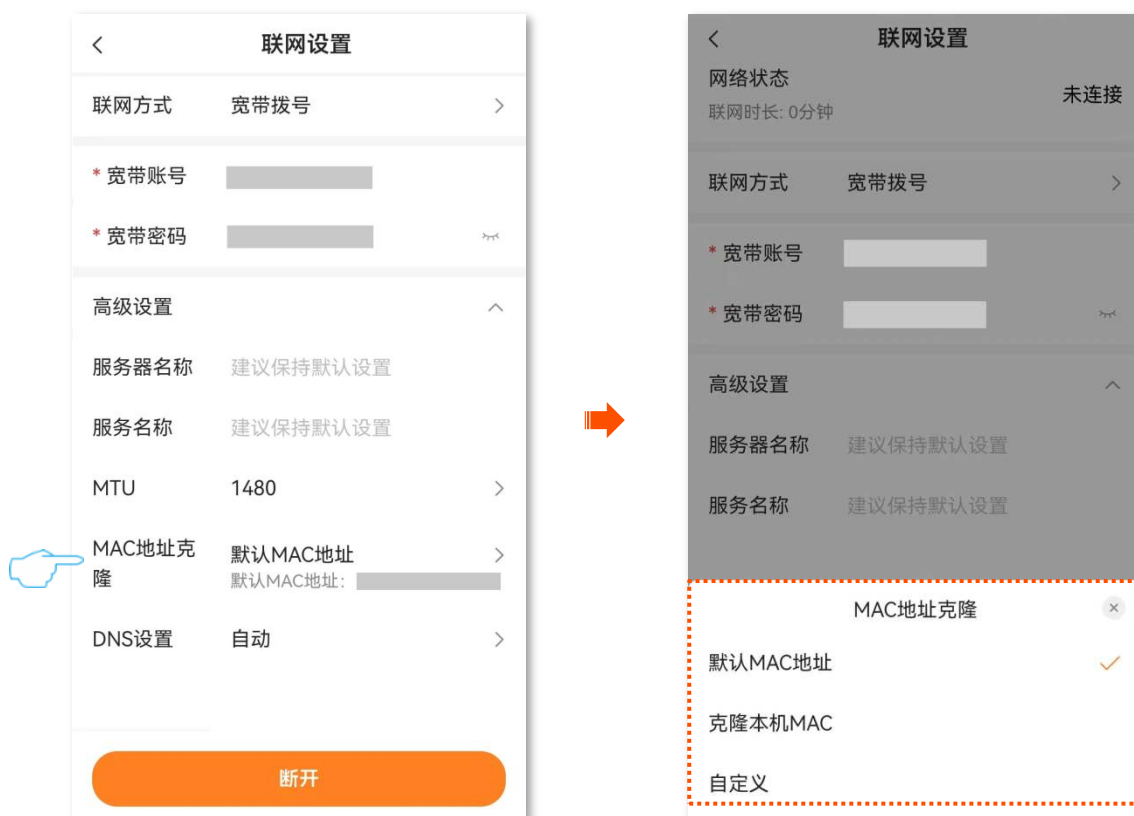 联网设置
联网方式 宽带拨号
* 宽带账号
* 宽带密码
高级设置
服务器名称 建议保持默认设置
服务名称 建议保持默认设置
MTU 1480
MAC地址克
隆
默认MAC地址
默认MAC地址:
DNS设置 自动
断开
联网设置
网络状态
联网时长: 0分钟
未连接
联网方式 宽带拨号
* 宽带账号
* 宽带密码
高级设置
服务器名称 建议保持默认设置
服务名称 建议保持默认设置
MAC地址克隆
默认MAC地址
克隆本机MAC
自定义